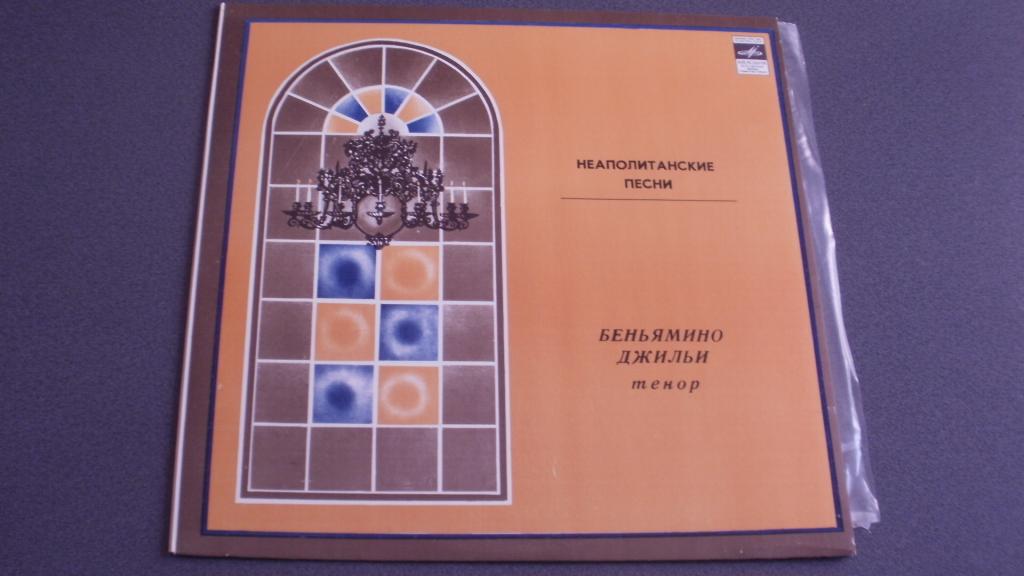 НЕАПОЛИТАНСКИЕ
ПЕСНИ
БЕНЬЯМИНО
ДЖИЛЬИ
тенор